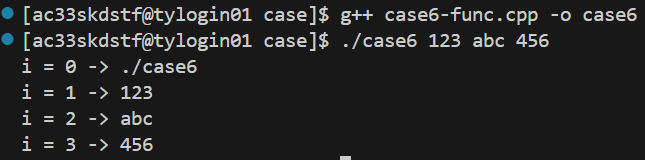 [ac33skdstf@tylogin01 case]$ g++ case6-func.cpp -o case6
[ac33skdstf@tylogin01 case]$ ./case6 123 abc 456
i = 0 -> ./case6
i = 1 -> 123
i = 2 -> abc
i = 3 -> 456